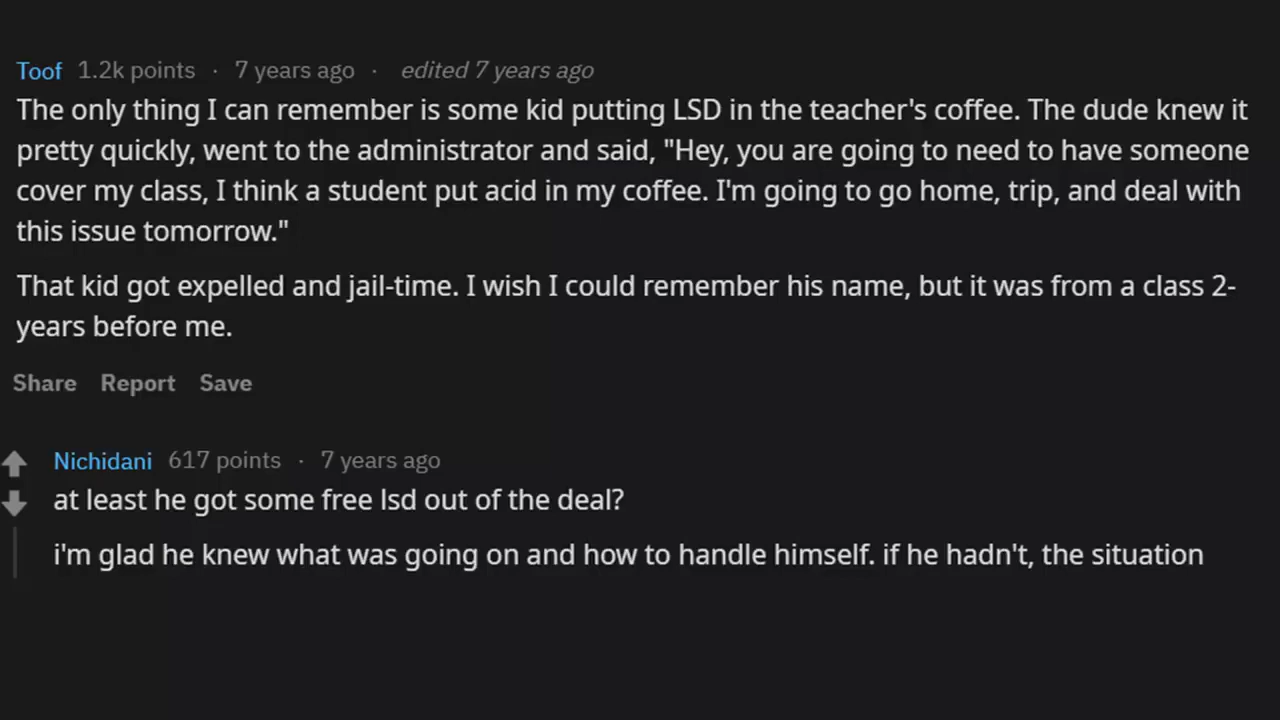 Toof 1.2k points · 7 years ago · edited 7 years ago
The only thing I can remember is some kid putting LSD in the teacher's coffee. The dude knew it
pretty quickly, went to the administrator and said, "Hey, you are going to need to have someone
cover my class, I think a student put acid in my coffee. I'm going to go home, trip, and deal with
this issue tomorrow."
That kid got expelled and jail-time. I wish I could remember his name, but it was from a class 2-
years before me.
Share Report Save
Nichidani 617 points · 7 years ago
at least he got some free lsd out of the deal?
i'm glad he knew what was going on and how to handle himself. if he hadn't, the situation